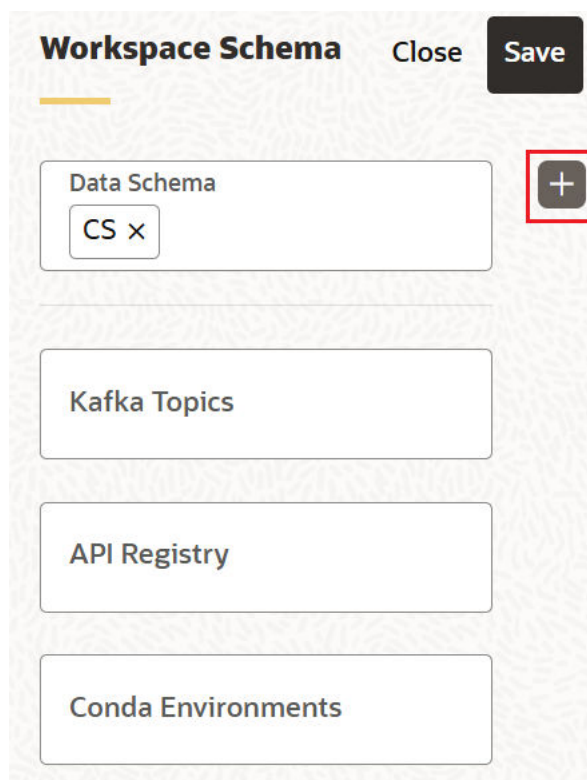 Workspace Schema Close Save
Data Schema
CS ×
+
Kafka Topics
API Registry
Conda Environments